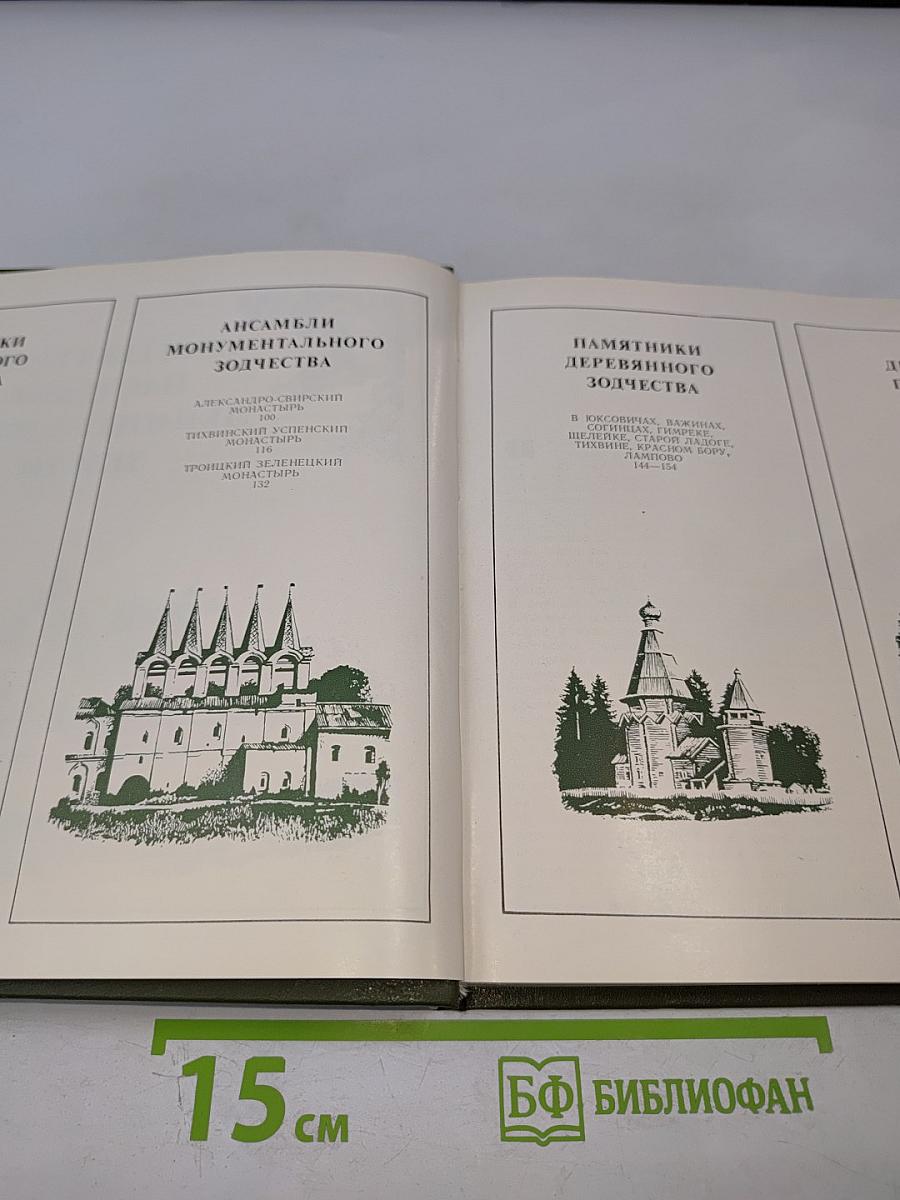 АНСАМБЛИ
МОНУМЕНТАЛЬНОГО
ЗОДЧЕСТВА
АЛЕКСАНДРО-СВИРСКИЙ
МОНАСТЫРЬ
100
ТИХВИНСКИЙ УСПЕНСКИЙ
МОНАСТЫРЬ
116
ТРОИЦКИЙ ЗЕЛЕНЕЦКИЙ
МОНАСТЫРЬ
132
ПАМЯТНИКИ
ДЕРЕВЯННОГО
ЗОДЧЕСТВА
В ЮКСОВИЧАХ, ВАЖИНАХ,
СОГИНЦАХ, ГИМРЕКЕ,
ЩЕЛЕЙКЕ, СТАРОЙ ЛАДОГЕ,
ТИХВИНЕ, КРАСНОМ БОРУ,
ЛАМПОВО
144—154
15 см
БФ БИБЛИОФАН